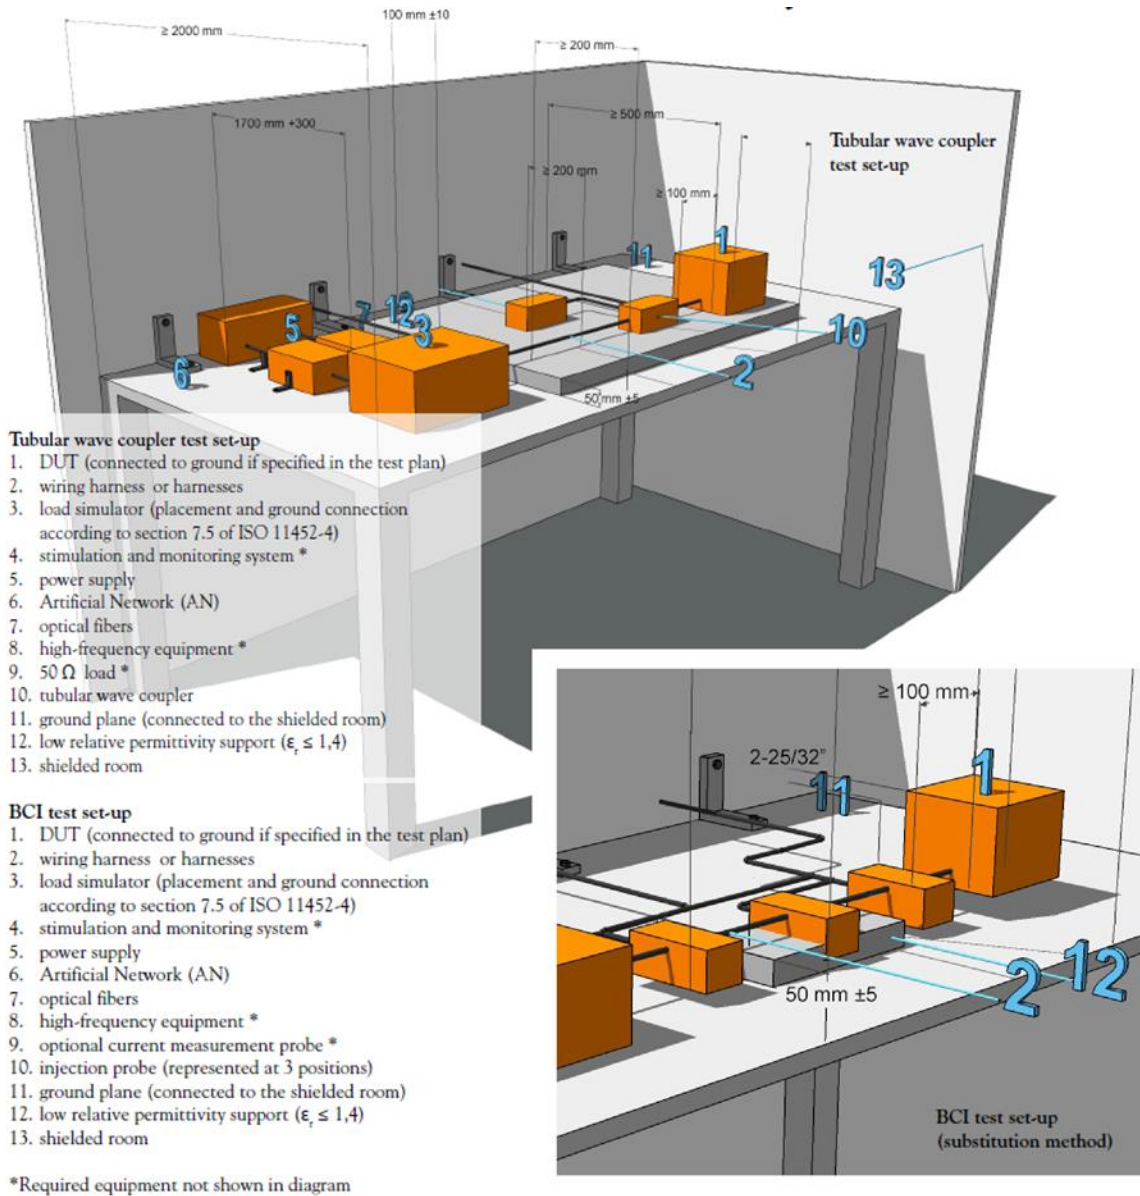 ≥ 2000 mm
100 mm ±10
≥ 200 mm
1700 mm +300
≥ 500 mm
≥ 200 mm
≥ 100 mm
Tubular wave coupler
test set-up
1
11
13
5
7
12
3
10
6
2
50 mm ±5
Tubular wave coupler test set-up
1. DUT (connected to ground if specified in the test plan)
2. wiring harness or harnesses
3. load simulator (placement and ground connection
according to section 7.5 of ISO 11452-4)
4. stimulation and monitoring system *
5. power supply
6. Artificial Network (AN)
7. optical fibers
8. high-frequency equipment *
9. 50 Ω load *
10. tubular wave coupler
11. ground plane (connected to the shielded room)
12. low relative permittivity support (εr ≤ 1,4)
13. shielded room
BCI test set-up
1. DUT (connected to ground if specified in the test plan)
2. wiring harness or harnesses
3. load simulator (placement and ground connection
according to section 7.5 of ISO 11452-4)
4. stimulation and monitoring system *
5. power supply
6. Artificial Network (AN)
7. optical fibers
8. high-frequency equipment *
9. optional current measurement probe *
10. injection probe (represented at 3 positions)
11. ground plane (connected to the shielded room)
12. low relative permittivity support (εr ≤ 1,4)
13. shielded room
*Required equipment not shown in diagram
≥ 100 mm
2-25/32"
11
1
50 mm ±5
2
12
BCI test set-up
(substitution method)